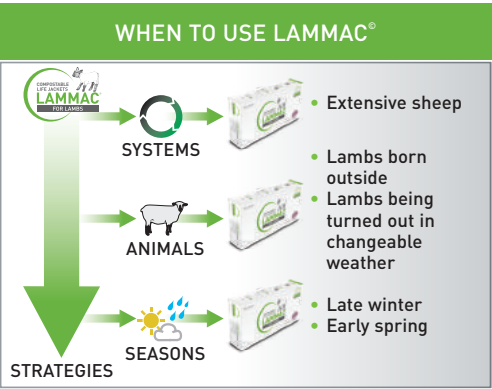 WHEN TO USE LAMMAC©
COMPOSTABLE
LIFE JACKETS
LAMMAC
FOR LAMBS
SYSTEMS
• Extensive sheep
ANIMALS
• Lambs born
outside
• Lambs being
turned out in
changeable
weather
SEASONS
• Late winter
• Early spring
STRATEGIES